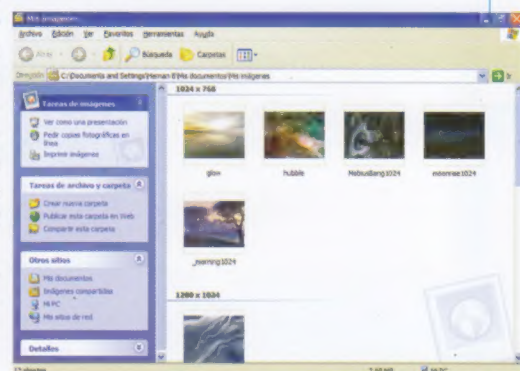 Mis imágenes
Archivo Edición Ver Favoritos Herramientas Ayuda
Atrás Búsqueda Carpetas
Dirección C:\Documents and Settings\Hernan B\Mis documentos\Mis imágenes Ir
Tareas de imágenes
Ver como una presentación
Pedir copias fotográficas en
línea
Imprimir imágenes
Tareas de archivo y carpeta
Crear nueva carpeta
Publicar esta carpeta en Web
Compartir esta carpeta
Otros sitios
Mis documentos
Imágenes compartidas
Mi PC
Mis sitios de red
Detalles
1024 x 768
glow hubble MobiusBang1024 moonrise1024
_morning1024
1280 x 1024
Mi PC